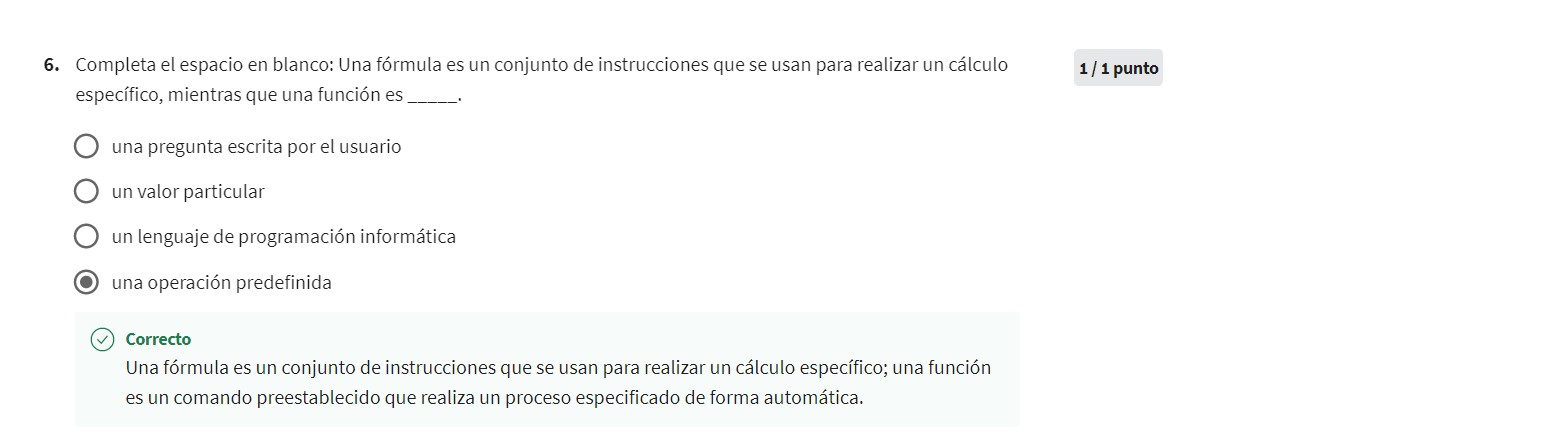 6. Completa el espacio en blanco: Una fórmula es un conjunto de instrucciones que se usan para realizar un cálculo
específico, mientras que una función es _____.
1 / 1 punto
una pregunta escrita por el usuario
un valor particular
un lenguaje de programación informática
una operación predefinida
Correcto
Una fórmula es un conjunto de instrucciones que se usan para realizar un cálculo específico; una función
es un comando preestablecido que realiza un proceso especificado de forma automática.